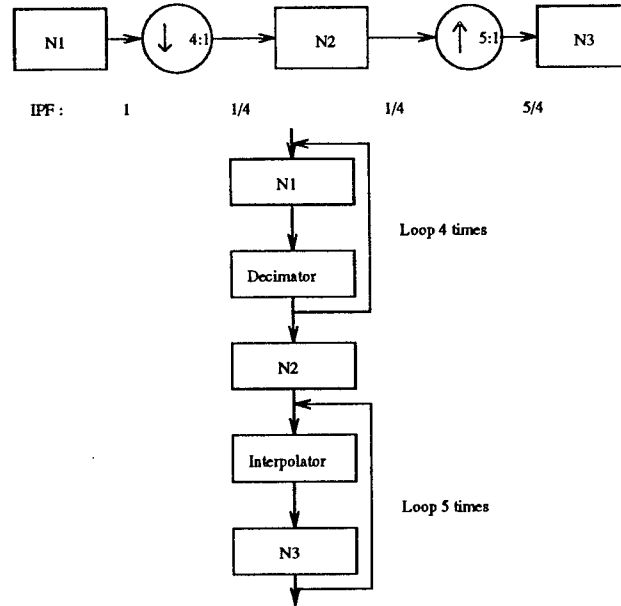 N1 4:1 N2 5:1 N3
IPF : 1 1/4 1/4 5/4
N1
Loop 4 times
Decimator
N2
Interpolator
Loop 5 times
N3